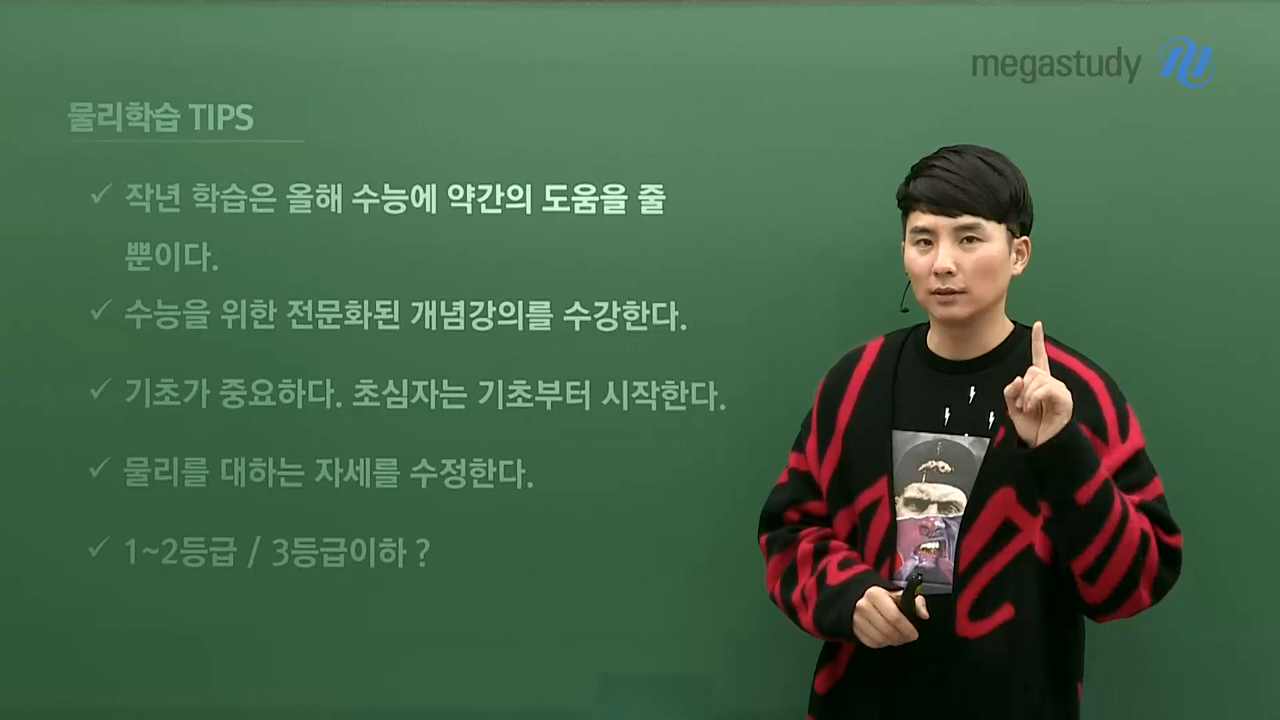 megastudy
물리학습 TIPS
✓ 작년 학습은 올해 수능에 약간의 도움을 줄
뿐이다.
✓ 수능을 위한 전문화된 개념강의를 수강한다.
✓ 기초가 중요하다. 초심자는 기초부터 시작한다.
✓ 물리를 대하는 자세를 수정한다.
✓ 1~2등급 / 3등급이하 ?